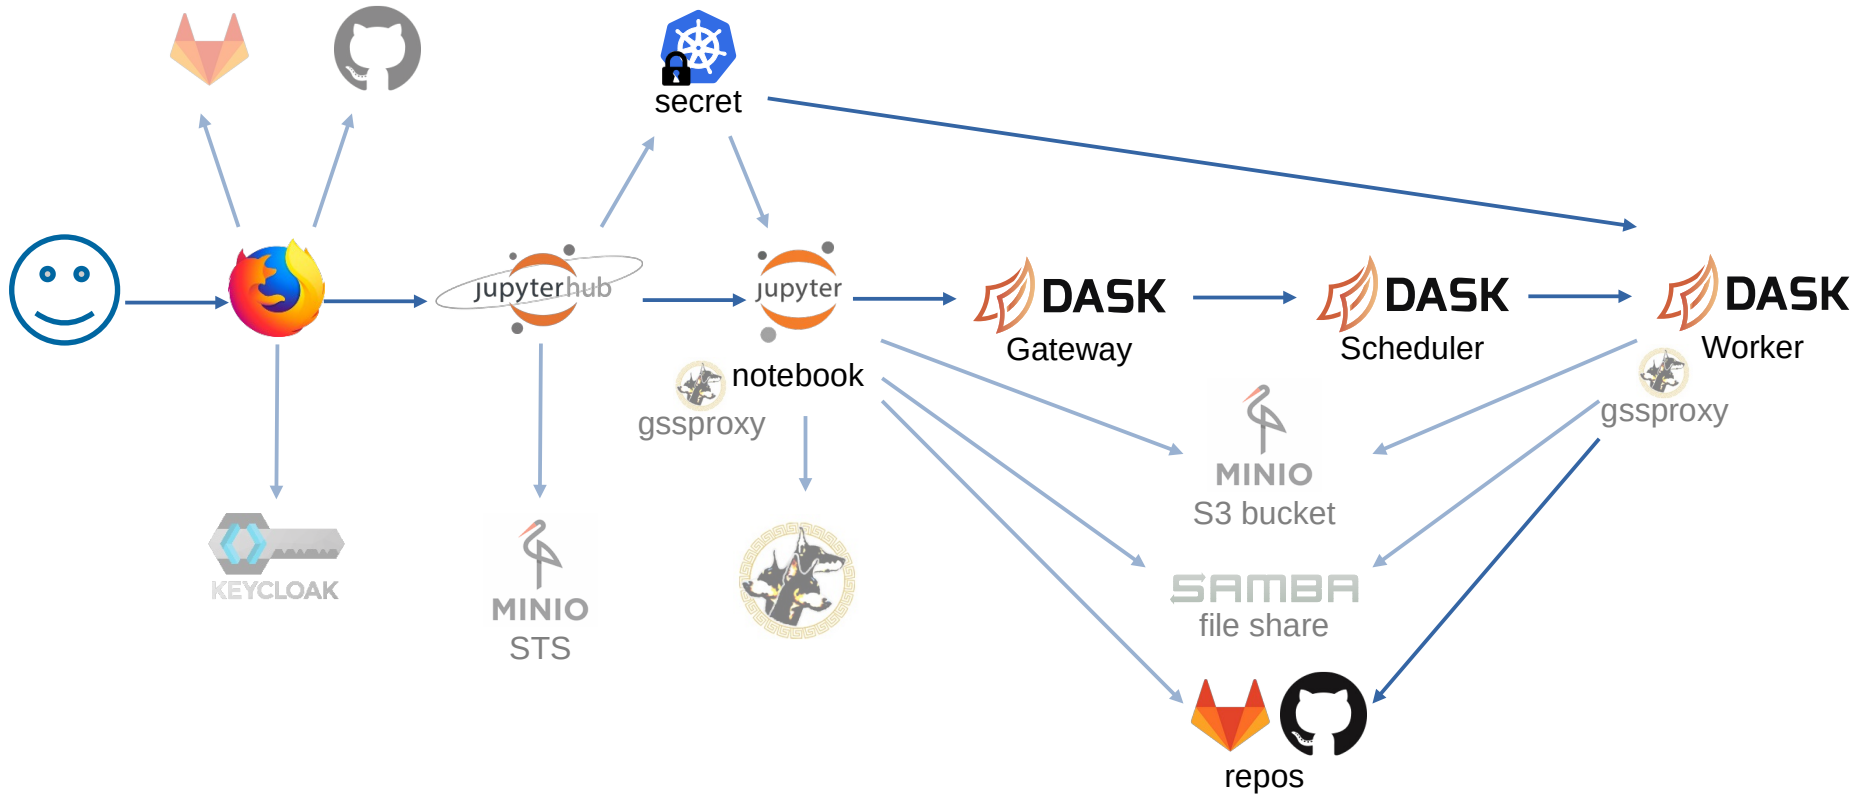 secret
jupyterhub
jupyter
notebook
gssproxy
DASK
Gateway
DASK
Scheduler
DASK
Worker
gssproxy
MINIO
S3 bucket
KEYCLOAK
MINIO
STS
SAMBA
file share
repos